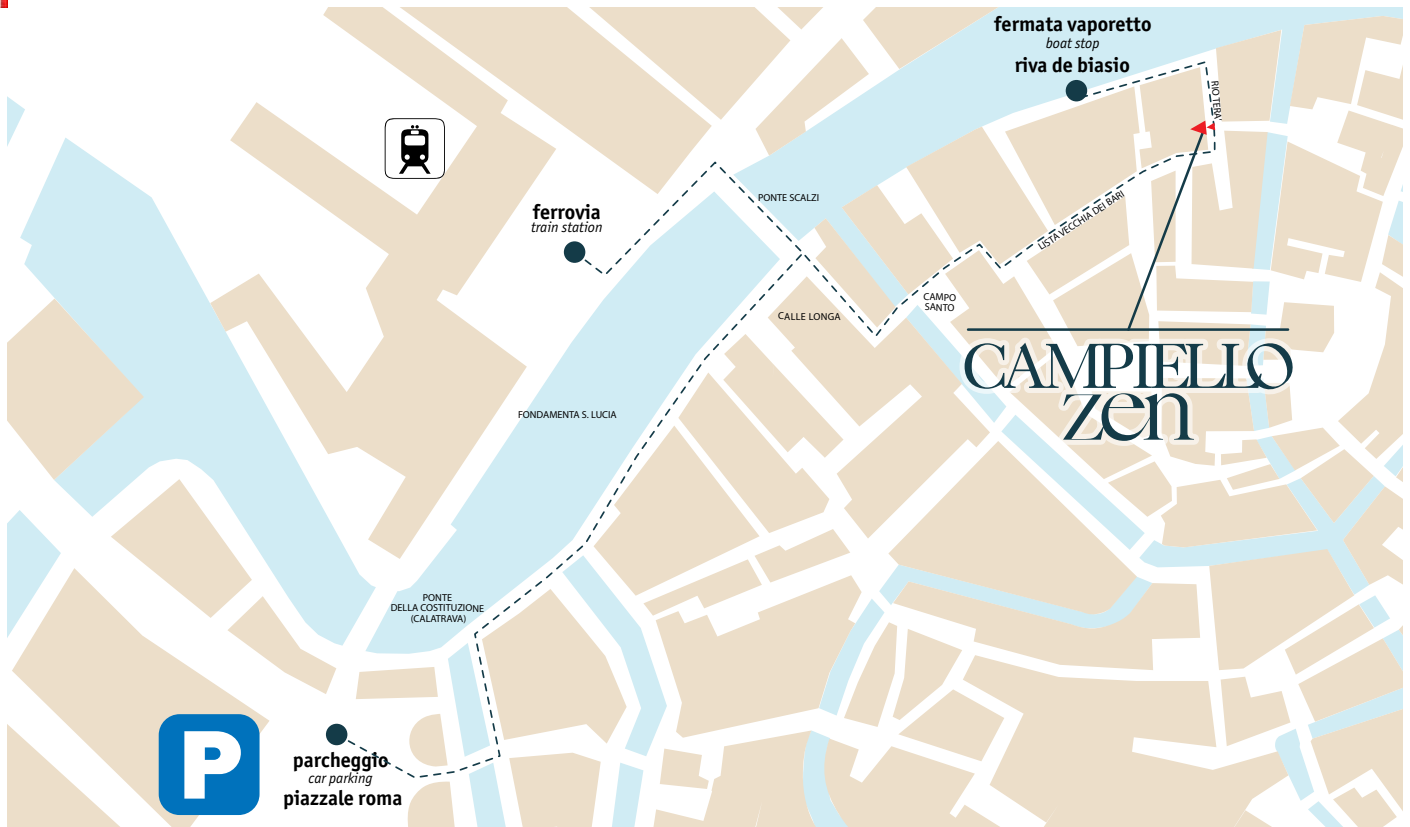 fermata vaporetto
boat stop
riva de biasio
RIO TERA'
PONTE SCALZI
ferrovia
train station
LISTA VECCHIA DEI BARI
CAMPO
SANTO
CALLE LONGA
CAMPIELLO
zen
FONDAMENTA S. LUCIA
PONTE
DELLA COSTITUZIONE
(CALATRAVA)
P
parcheggio
car parking
piazzale roma